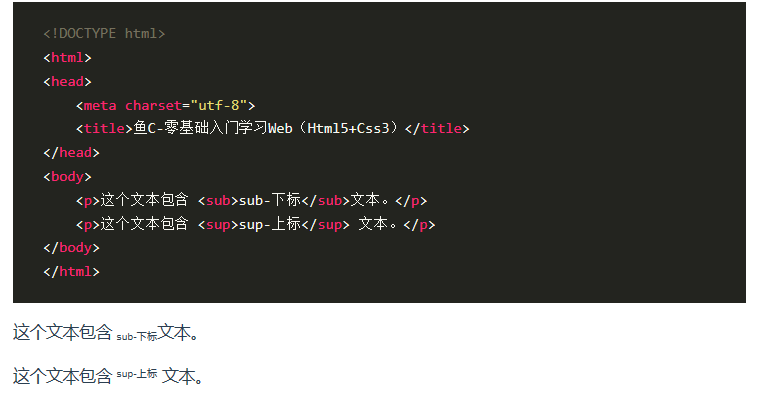 <!DOCTYPE html>
<html>
<head>
    <meta charset="utf-8">
    <title>鱼C-零基础入门学习Web（Html5+Css3）</title>
</head>
<body>
    <p>这个文本包含 <sub>sub-下标</sub>文本。</p>
    <p>这个文本包含 <sup>sup-上标</sup> 文本。</p>
</body>
</html>
这个文本包含 sub-下标文本。
这个文本包含 sup-上标 文本。